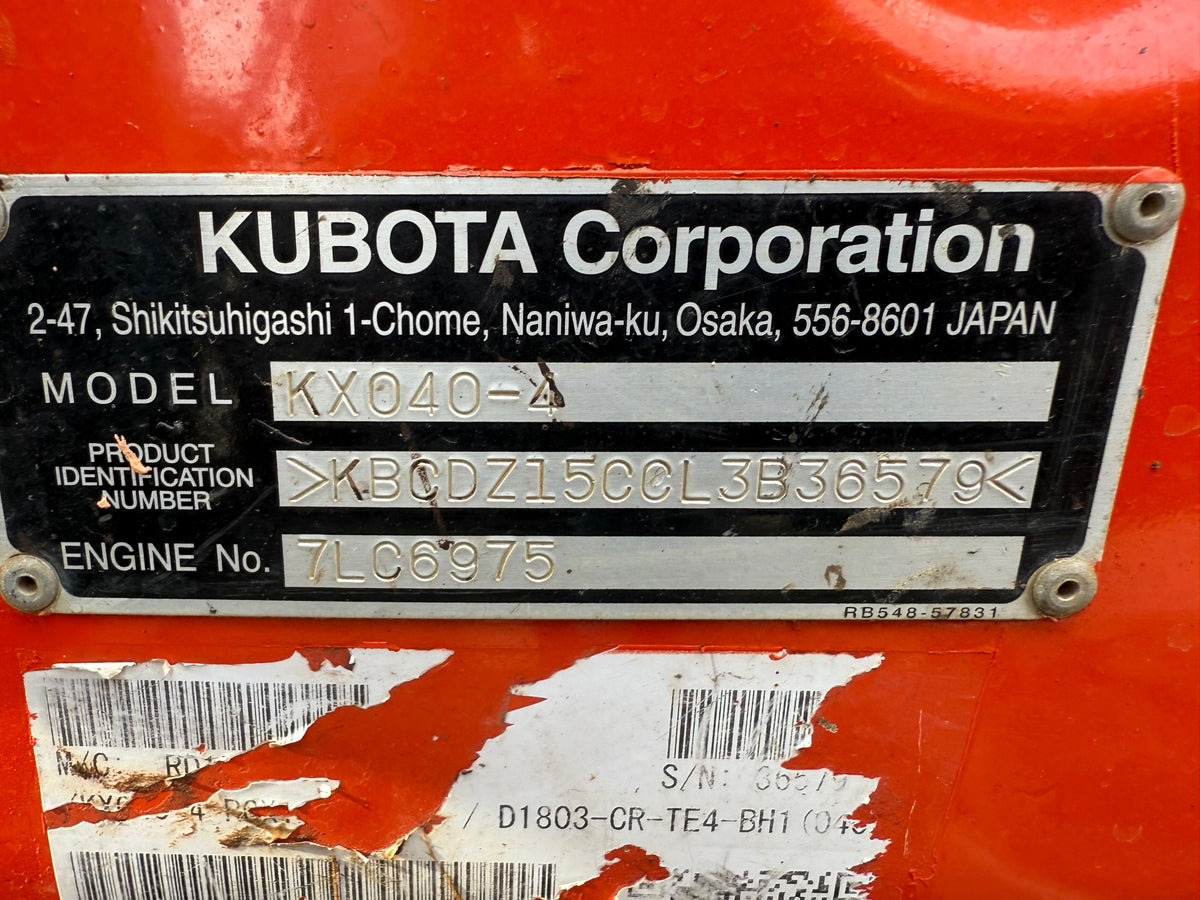 KUBOTA Corporation
2-47, Shikitsuhigashi 1-Chome, Naniwa-ku, Osaka, 556-8601 JAPAN
MODEL KX040-4
PRODUCT
IDENTIFICATION
NUMBER
>KBCDZ15CCL3B36579<
ENGINE No. 7LC6975
RB548-57831
M/C:
S/N: 36579
/ D1803-CR-TE4-BH1